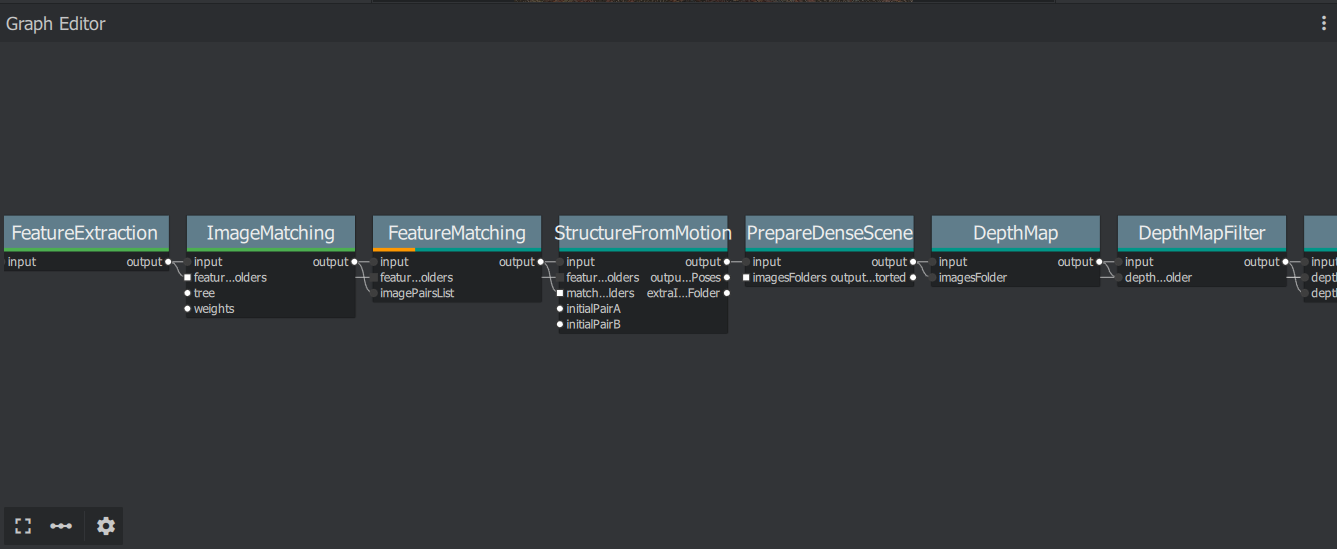 Graph Editor
FeatureExtraction ImageMatching FeatureMatching StructureFromMotion PrepareDenseScene DepthMap DepthMapFilter
input output input output input output input output input output input output input output input
featur...olders featur...olders featur...olders outpu...Poses imagesFolders output...torted imagesFolder depth...older depth
tree imagePairsList match...lders extraI...Folder depth
weights initialPairA
initialPairB